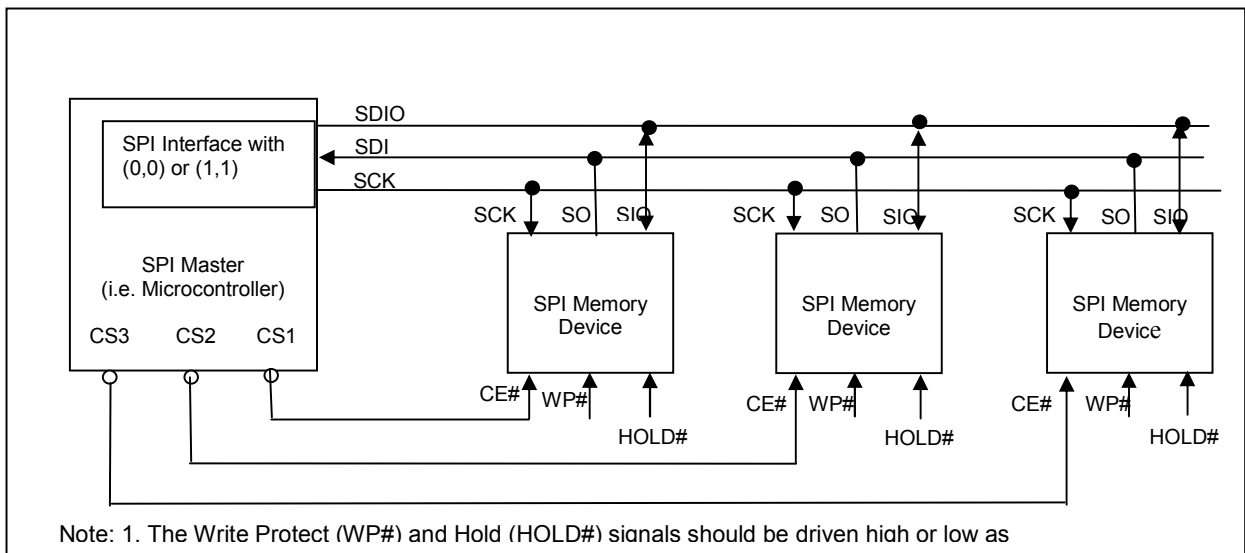 SDIO
SPI Interface with
(0,0) or (1,1)
SDI
SCK
SCK SO SIO
SCK SO SIO
SCK SO SIO
SPI Master
(i.e. Microcontroller)
SPI Memory
Device
SPI Memory
Device
SPI Memory
Device
CS3 CS2 CS1
CE# WP#
HOLD#
CE# WP#
HOLD#
CE# WP#
HOLD#
Note: 1. The Write Protect (WP#) and Hold (HOLD#) signals should be driven high or low as